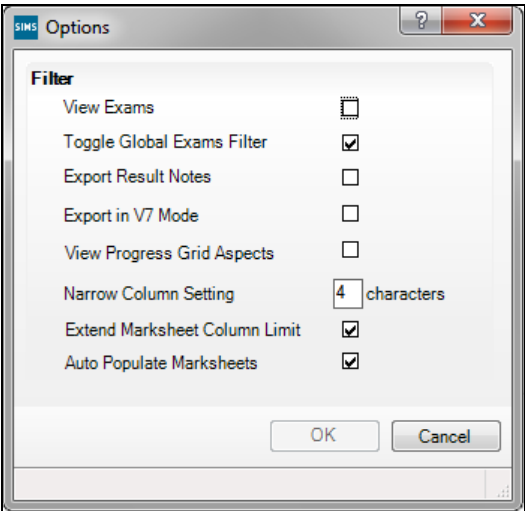 SIMS Options ?
Filter
View Exams
Toggle Global Exams Filter
Export Result Notes
Export in V7 Mode
View Progress Grid Aspects
Narrow Column Setting 4 characters
Extend Marksheet Column Limit
Auto Populate Marksheets
OK Cancel